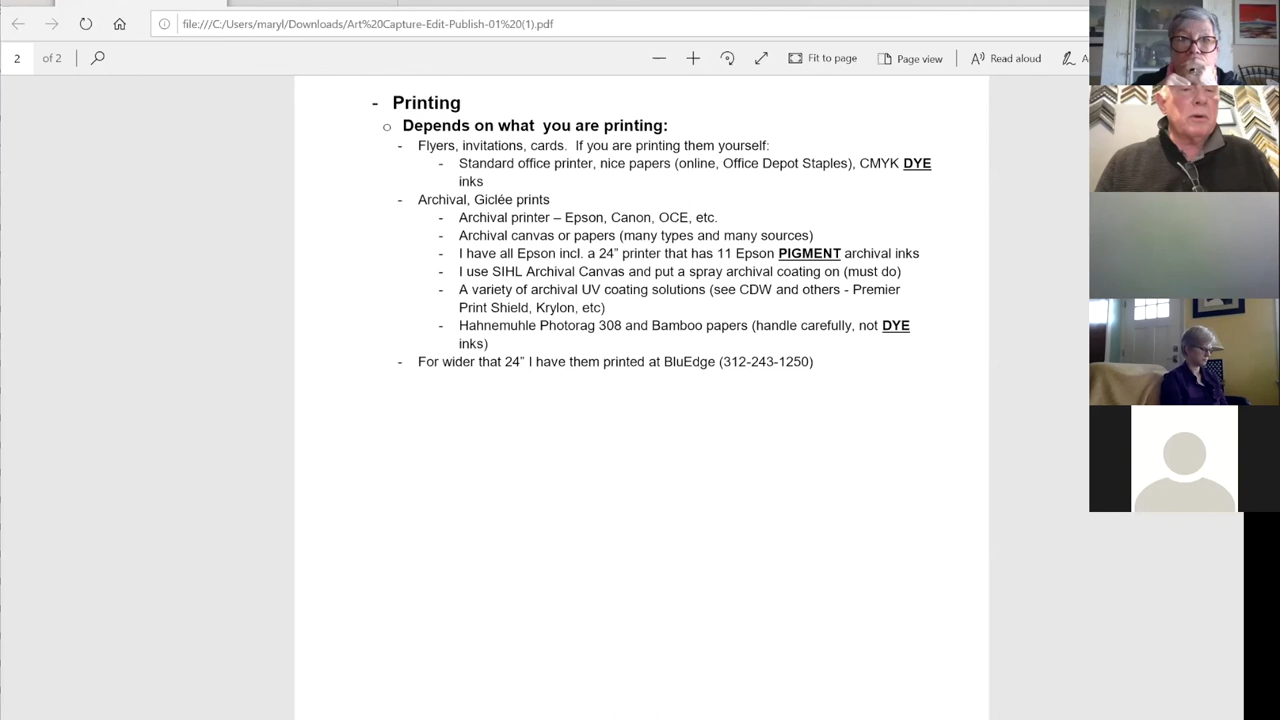 file:///C:/Users/maryl/Downloads/Art%20Capture-Edit-Publish-01%20(1).pdf
2 of 2 Fit to page Page view Read aloud
- Printing
o Depends on what you are printing:
- Flyers, invitations, cards. If you are printing them yourself:
- Standard office printer, nice papers (online, Office Depot Staples), CMYK DYE
inks
- Archival, Giclée prints
- Archival printer – Epson, Canon, OCE, etc.
- Archival canvas or papers (many types and many sources)
- I have all Epson incl. a 24” printer that has 11 Epson PIGMENT archival inks
- I use SIHL Archival Canvas and put a spray archival coating on (must do)
- A variety of archival UV coating solutions (see CDW and others - Premier
Print Shield, Krylon, etc)
- Hahnemuhle Photorag 308 and Bamboo papers (handle carefully, not DYE
inks)
- For wider that 24” I have them printed at BluEdge (312-243-1250)